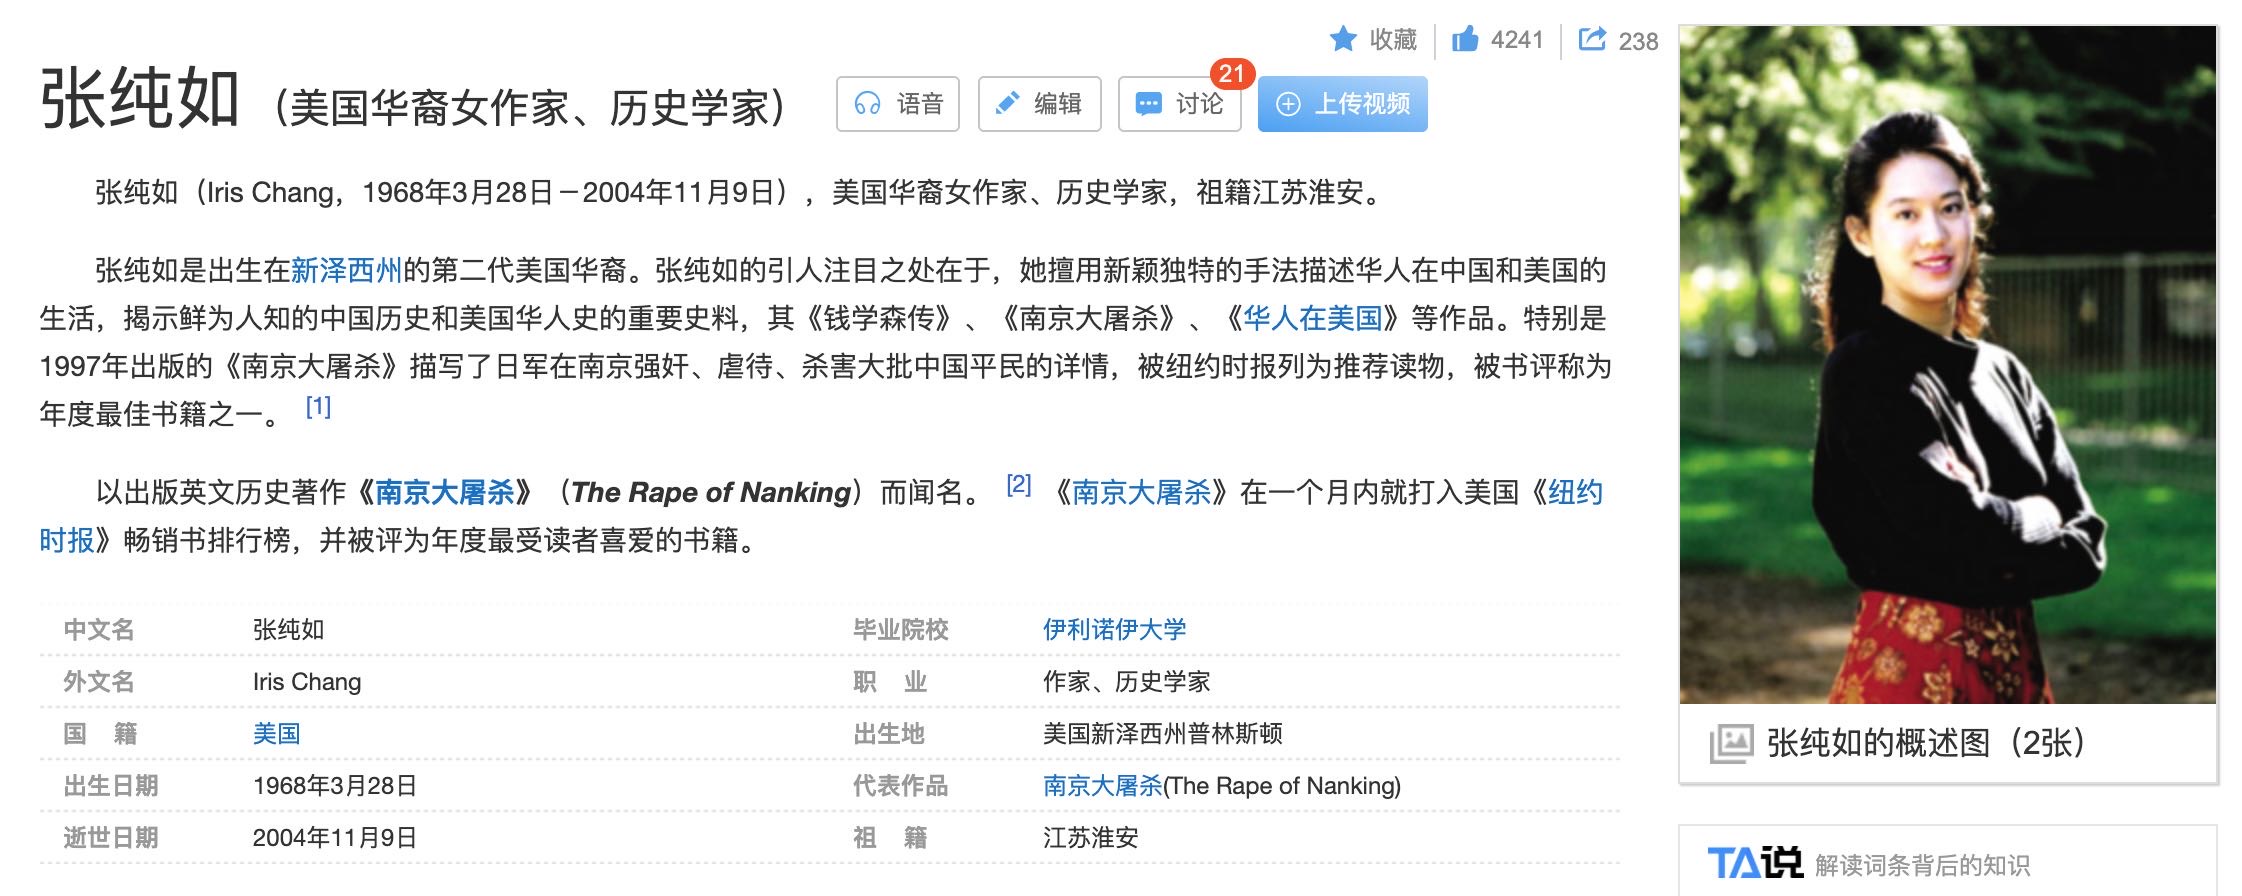 收藏 4241 238
张纯如 （美国华裔女作家、历史学家） 语音 编辑 讨论 21 上传视频
张纯如（Iris Chang，1968年3月28日－2004年11月9日），美国华裔女作家、历史学家，祖籍江苏淮安。
张纯如是出生在新泽西州的第二代美国华裔。张纯如的引人注目之处在于，她擅用新颖独特的手法描述华人在中国和美国的
生活，揭示鲜为人知的中国历史和美国华人史的重要史料，其《钱学森传》、《南京大屠杀》、《华人在美国》等作品。特别是
1997年出版的《南京大屠杀》描写了日军在南京强奸、虐待、杀害大批中国平民的详情，被纽约时报列为推荐读物，被书评称为
年度最佳书籍之一。 [1]
以出版英文历史著作《南京大屠杀》（The Rape of Nanking）而闻名。 [2] 《南京大屠杀》在一个月内就打入美国《纽约
时报》畅销书排行榜，并被评为年度最受读者喜爱的书籍。
中文名 张纯如 毕业院校 伊利诺伊大学
外文名 Iris Chang 职 业 作家、历史学家
国 籍 美国 出生地 美国新泽西州普林斯顿
出生日期 1968年3月28日 代表作品 南京大屠杀(The Rape of Nanking)
逝世日期 2004年11月9日 祖 籍 江苏淮安
张纯如的概述图（2张）
TA说 解读词条背后的知识